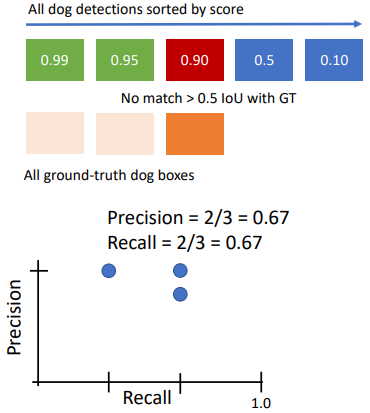 All dog detections sorted by score
0.99 0.95 0.90 0.5 0.10
No match > 0.5 IoU with GT
All ground-truth dog boxes
Precision = 2/3 = 0.67
Recall = 2/3 = 0.67
Precision
Recall
1.0